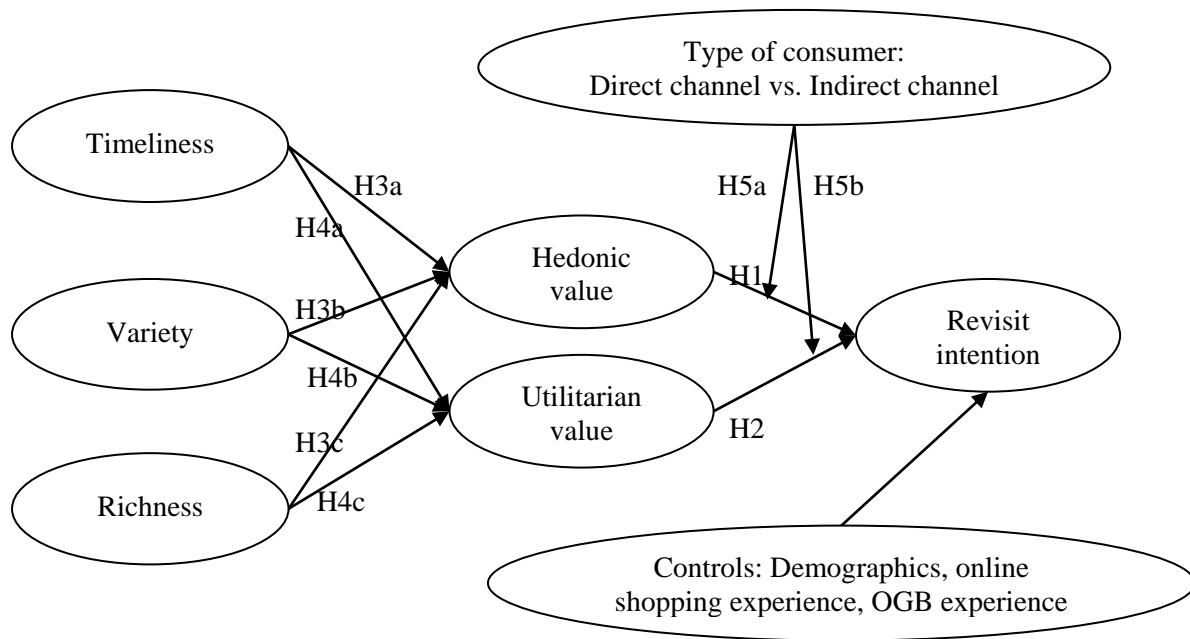 Type of consumer:
Direct channel vs. Indirect channel
Timeliness
H3a
H5a
H5b
H4a
Hedonic
value
H1
H3b
Variety
Revisit
intention
H4b
Utilitarian
value
H2
H3c
Richness
H4c
Controls: Demographics, online
shopping experience, OGB experience